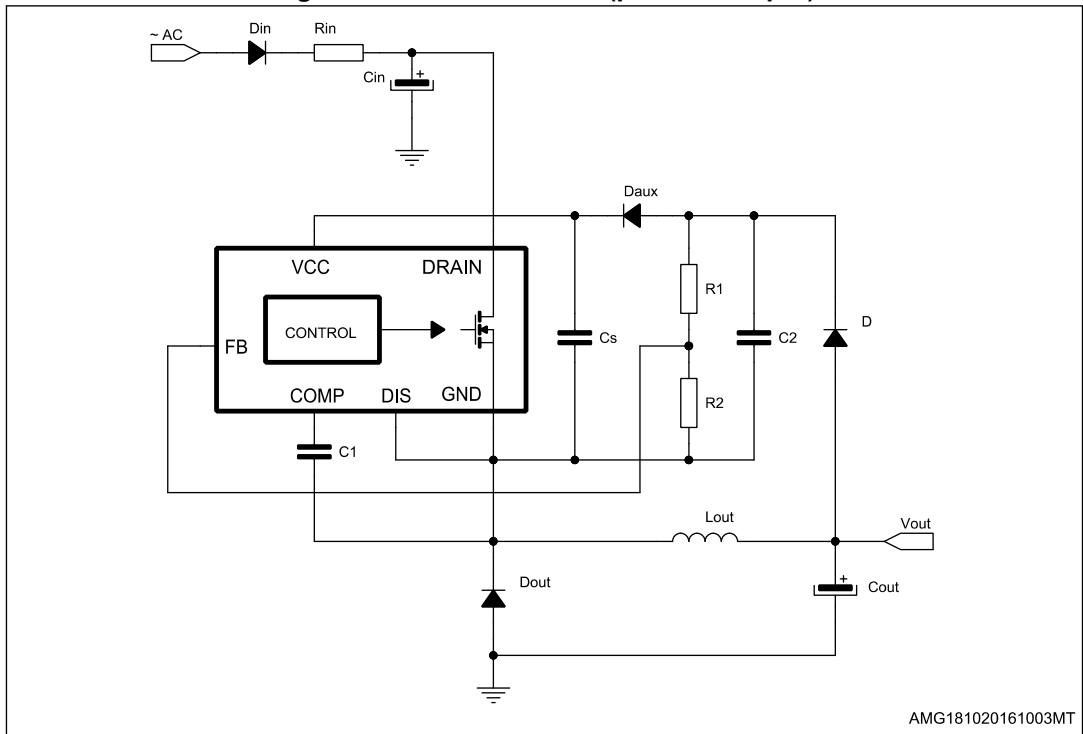 ~ AC
Din
Rin
Cin
+
Daux
VCC
DRAIN
R1
D
CONTROL
Cs
C2
FB
R2
COMP
DIS
GND
C1
Lout
Vout
Dout
+
Cout
AMG181020161003MT